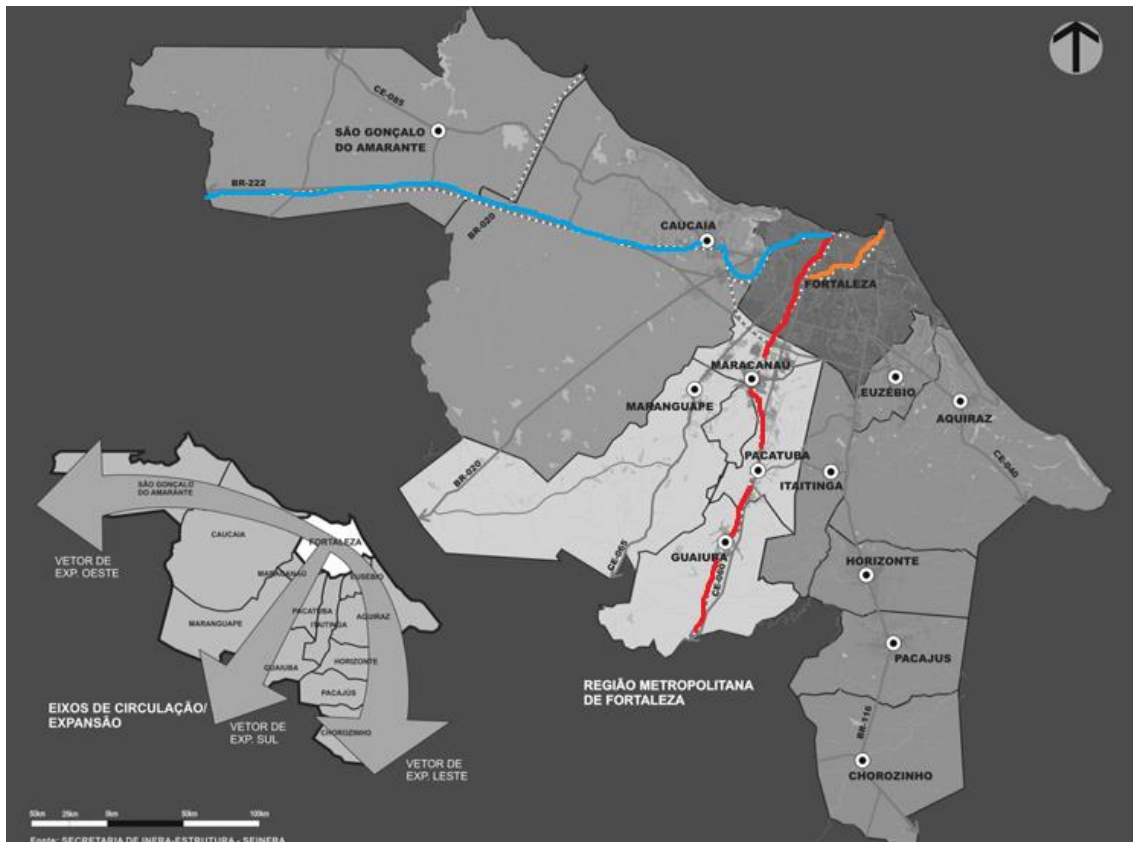 CE-085
SÃO GONÇALO
DO AMARANTE
BR-222
BR-020
CAUCAIA
FORTALEZA
MARACANAÚ
MARANGUAPE
EUZÉBIO
AQUIRAZ
CE-040
PACATUBA
ITAITINGA
BR-020
CE-065
GUAIUBA
CE-060
HORIZONTE
PACAJUS
BR-116
CHOROZINHO
REGIÃO METROPOLITANA
DE FORTALEZA
SÃO GONÇALO
DO AMARANTE
CAUCAIA
FORTALEZA
MARACANAÚ
EUSÉBIO
MARANGUAPE
PACATUBA
ITAITINGA
AQUIRAZ
GUAIUBA
HORIZONTE
PACAJÚS
CHOROZINHO
VETOR DE
EXP. OESTE
VETOR DE
EXP. SUL
VETOR DE
EXP. LESTE
EIXOS DE CIRCULAÇÃO/
EXPANSÃO
50km 25km 0km 50km 100km
Fonte: SECRETARIA DE INFRA-ESTRUTURA - SEINFRA